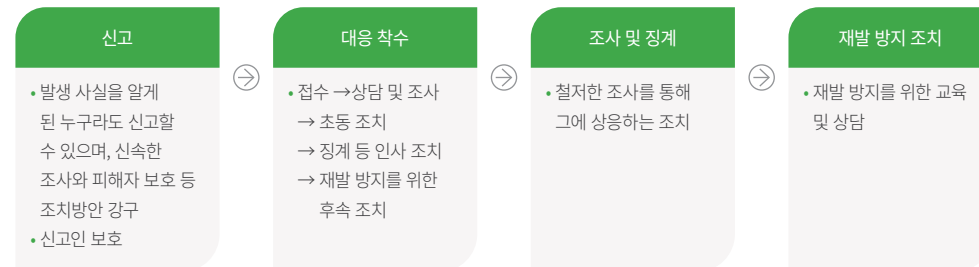 신고
• 발생 사실을 알게
된 누구라도 신고할
수 있으며, 신속한
조사와 피해자 보호 등
조치방안 강구
• 신고인 보호
대응 착수
• 접수 →상담 및 조사
→ 초동 조치
→ 징계 등 인사 조치
→ 재발 방지를 위한
후속 조치
조사 및 징계
• 철저한 조사를 통해
그에 상응하는 조치
재발 방지 조치
• 재발 방지를 위한 교육
및 상담